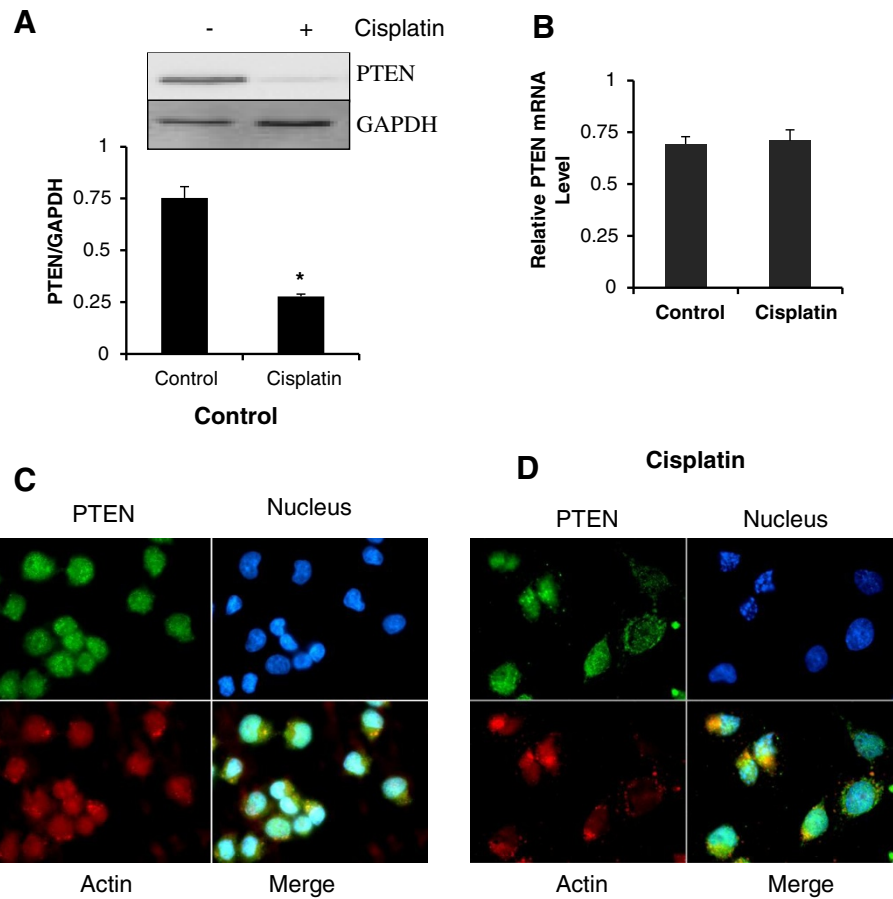 A
- + Cisplatin
PTEN
GAPDH
PTEN/GAPDH
1
0.75
0.5
0.25
0
*
Control Cisplatin
Control
B
Relative PTEN mRNA
Level
1
0.75
0.5
0.25
0
Control Cisplatin
C
PTEN Nucleus
Actin Merge
D
Cisplatin
PTEN Nucleus
Actin Merge